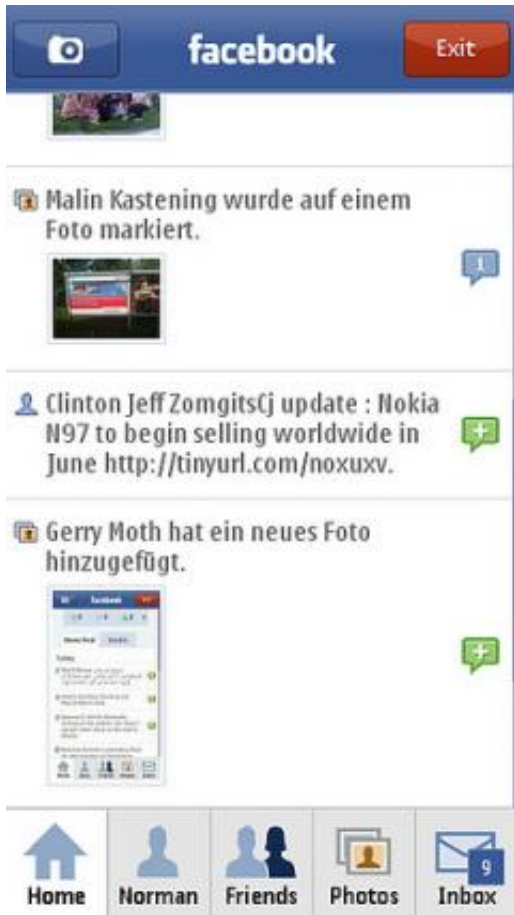 facebook
Exit
Malin Kastening wurde auf einem
Foto markiert.
1
Clinton Jeff ZomgitsCj update : Nokia
N97 to begin selling worldwide in
June http://tinyurl.com/noxuxv.
Gerry Moth hat ein neues Foto
hinzugefügt.
facebook
Home
Norman
Friends
Photos
Inbox
9